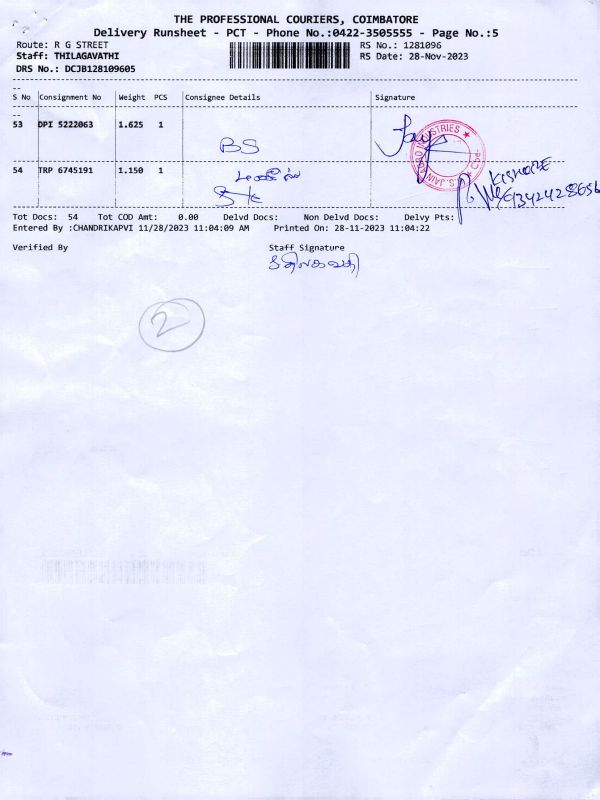 THE PROFESSIONAL COURIERS, COIMBATORE
Delivery Runsheet - PCT - Phone No.:0422-3505555 - Page No.:5
Route: R G STREET
RS No.: 1281096
Staff: THILAGAVATHI
RS Date: 28-Nov-2023
DRS No.: DCJB128109605
S No Consignment No Weight PCS Consignee Details Signature
53 DPI 5222063 1.625 1
BS
54 TRP 6745191 1.150 1
KISHORE
Tot Docs: 54 Tot COD Amt: 0.00 Delvd Docs: Non Delvd Docs: Delvy Pts:
Entered By :CHANDRIKAPVI 11/28/2023 11:04:09 AM Printed On: 28-11-2023 11:04:22
Verified By Staff Signature
திலகவதி
2